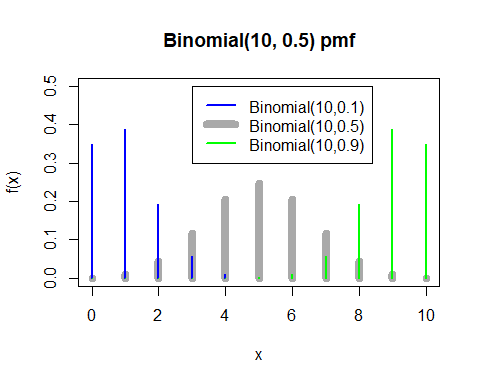 Binomial(10, 0.5) pmf
f(x)
0.5
0.4
0.3
0.2
0.1
0.0
Binomial(10,0.1)
Binomial(10,0.5)
Binomial(10,0.9)
0 2 4 6 8 10
x